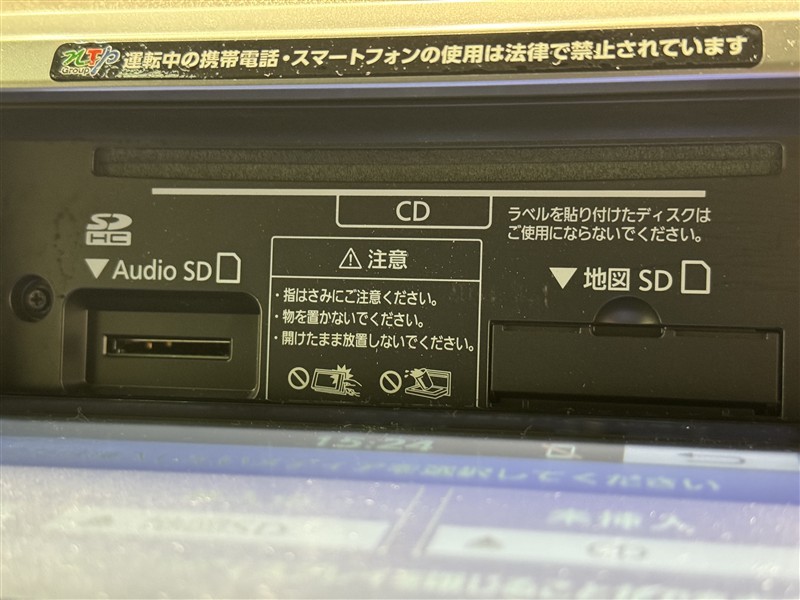 NTP Group 運転中の携帯電話・スマートフォンの使用は法律で禁止されています
CD
ラベルを貼り付けたディスクは
ご使用にならないでください。
SD
HC
▼Audio SD
⚠注意
・指はさみにご注意ください。
・物を置かないでください。
・開けたまま放置しないでください。
▼地図 SD
15:24
未挿入